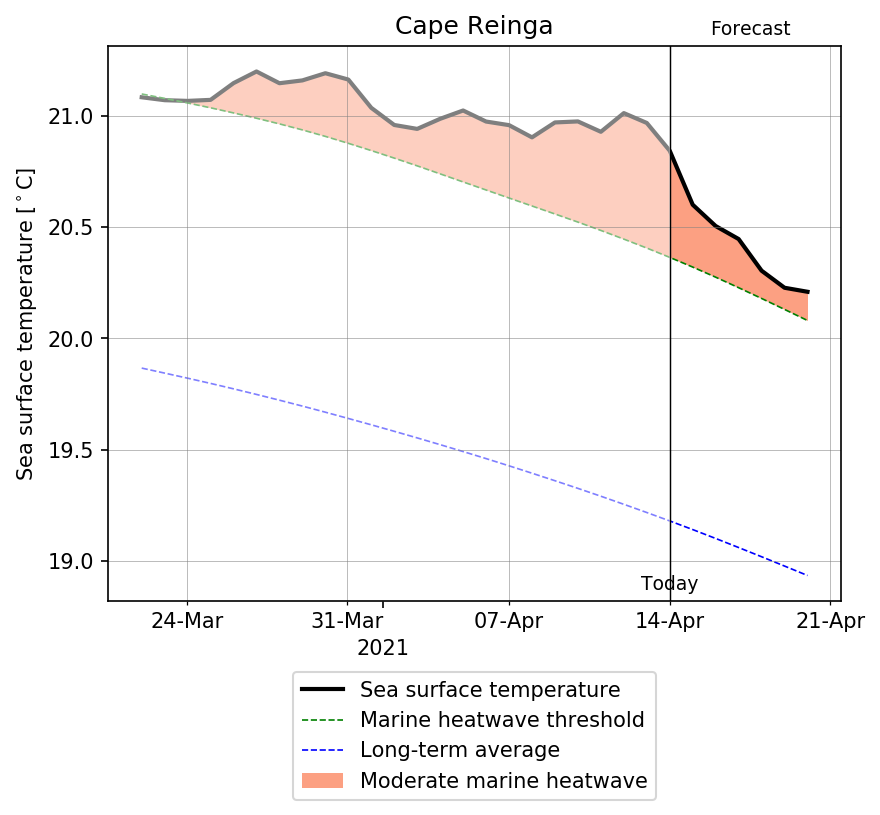 Cape Reinga
Forecast
Sea surface temperature [°C]
21.0
20.5
20.0
19.5
19.0
Today
24-Mar
31-Mar
07-Apr
14-Apr
21-Apr
2021
Sea surface temperature
Marine heatwave threshold
Long-term average
Moderate marine heatwave